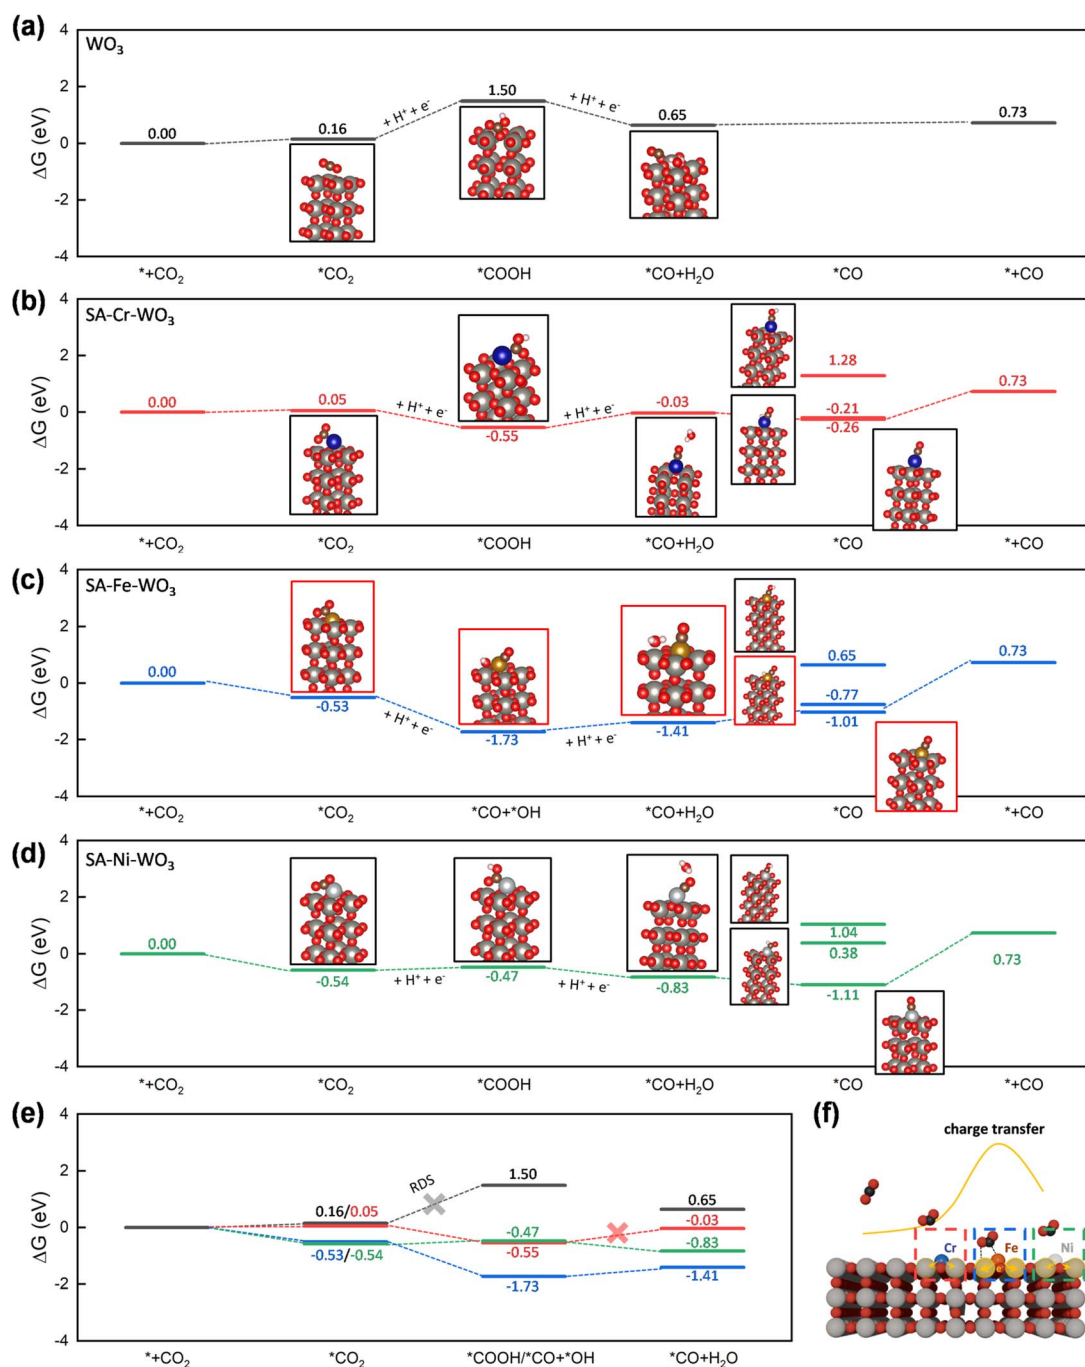 (a)
WO₃
4
2
0
-2
-4
ΔG (eV)
0.00
0.16
+ H⁺ + e⁻
1.50
+ H⁺ + e⁻
0.65
0.73
*+CO₂
*CO₂
*COOH
*CO+H₂O
*CO
*+CO
(b)
SA-Cr-WO₃
4
2
0
-2
-4
ΔG (eV)
0.00
0.05
+ H⁺ + e⁻
-0.55
+ H⁺ + e⁻
-0.03
1.28
-0.21
-0.26
0.73
*+CO₂
*CO₂
*COOH
*CO+H₂O
*CO
*+CO
(c)
SA-Fe-WO₃
4
2
0
-2
-4
ΔG (eV)
0.00
-0.53
+ H⁺ + e⁻
-1.73
+ H⁺ + e⁻
-1.41
0.65
-0.77
-1.01
0.73
*+CO₂
*CO₂
*CO+*OH
*CO+H₂O
*CO
*+CO
(d)
SA-Ni-WO₃
4
2
0
-2
-4
ΔG (eV)
0.00
-0.54
+ H⁺ + e⁻
-0.47
+ H⁺ + e⁻
-0.83
1.04
0.38
-1.11
0.73
*+CO₂
*CO₂
*COOH
*CO+H₂O
*CO
*+CO
(e)
4
2
0
-2
-4
ΔG (eV)
0.16/0.05
-0.53/-0.54
RDS
1.50
-0.47
-0.55
-1.73
0.65
-0.03
-0.83
-1.41
*+CO₂
*CO₂
*COOH/*CO+*OH
*CO+H₂O
(f)
charge transfer
Cr
Fe
Ni
e⁻